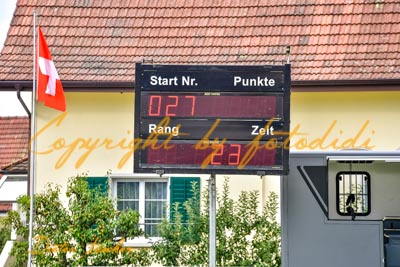 Start Nr. Punkte
027
Rang Zeit
23
Copyright by fotodidi